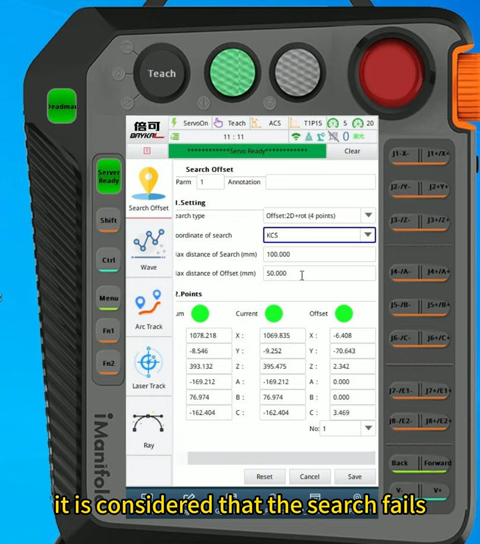 Teach
Deadman
倍可
ServoOn
Teach
ACS
T1P1S
5
20
11 : 11
************Servo Ready************
Clear
Server Ready
Shift
Ctrl
Menu
Fn1
Fn2
iManifold
Search Offset
Wave
Arc Track
Laser Track
Ray
Search Offset
Parm 1 Annotation
1.Setting
earch type Offset:2D+rot (4 points)
oordinate of search KCS
ax distance of Search (mm) 100.000
ax distance of Offset (mm) 50.000
2.Points
um Current Offset
1078.218 X : 1069.835 X : -6.408
-8.546 Y : -9.252 Y : -70.643
393.132 Z : 395.475 Z : 2.342
-169.212 A : -169.212 A : 0.000
76.974 B : 76.974 B : 0.000
-162.404 C : -162.404 C : 3.469
No: 1
Reset Cancel Save
J1-X- J1+/X+
J2-/Y- J2+Y+
J3-/Z- J3+/Z+
J4-/A- J4+/A+
J5-/B- J5+/B+
J6-/C- J6+/C+
J7-/E1- J7+/E1+
J8-/E2- J8+/E2+
Back Forward
V- V+
it is considered that the search fails